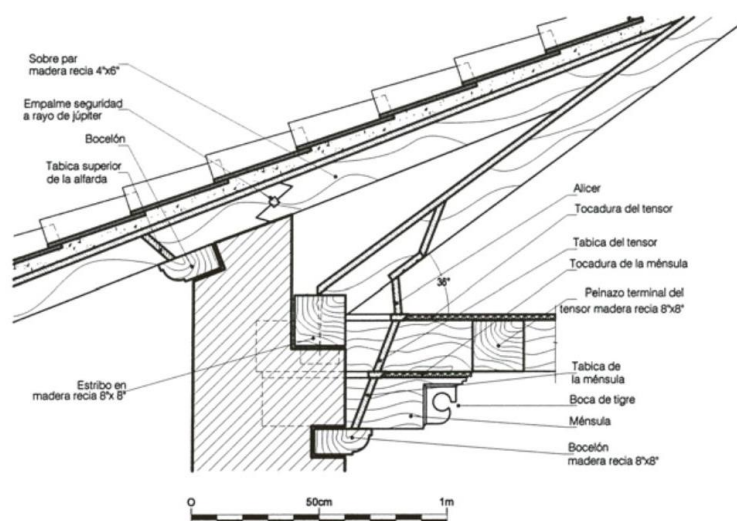 Sobre par
madera recia 4"x6"
Empalme seguridad
a rayo de júpiter
Bocelón
Tabica superior
de la alfarda
Estribo en
madera recia 8"x 8"
Alicer
Tocadura del tensor
Tabica del tensor
Tocadura de la ménsula
Peinazo terminal del
tensor madera recia 8"x8"
36°
Tabica de
la ménsula
Boca de tigre
Ménsula
Bocelón
madera recia 8"x8"
O 50cm 1m